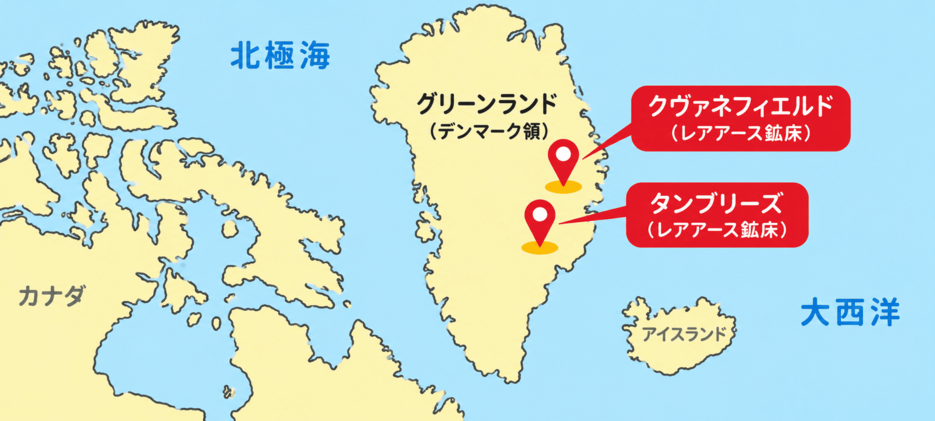 北極海
グリーンランド
（デンマーク領）
クヴァネフィエルド
（レアアース鉱床）
タンブリーズ
（レアアース鉱床）
カナダ
アイスランド
大西洋